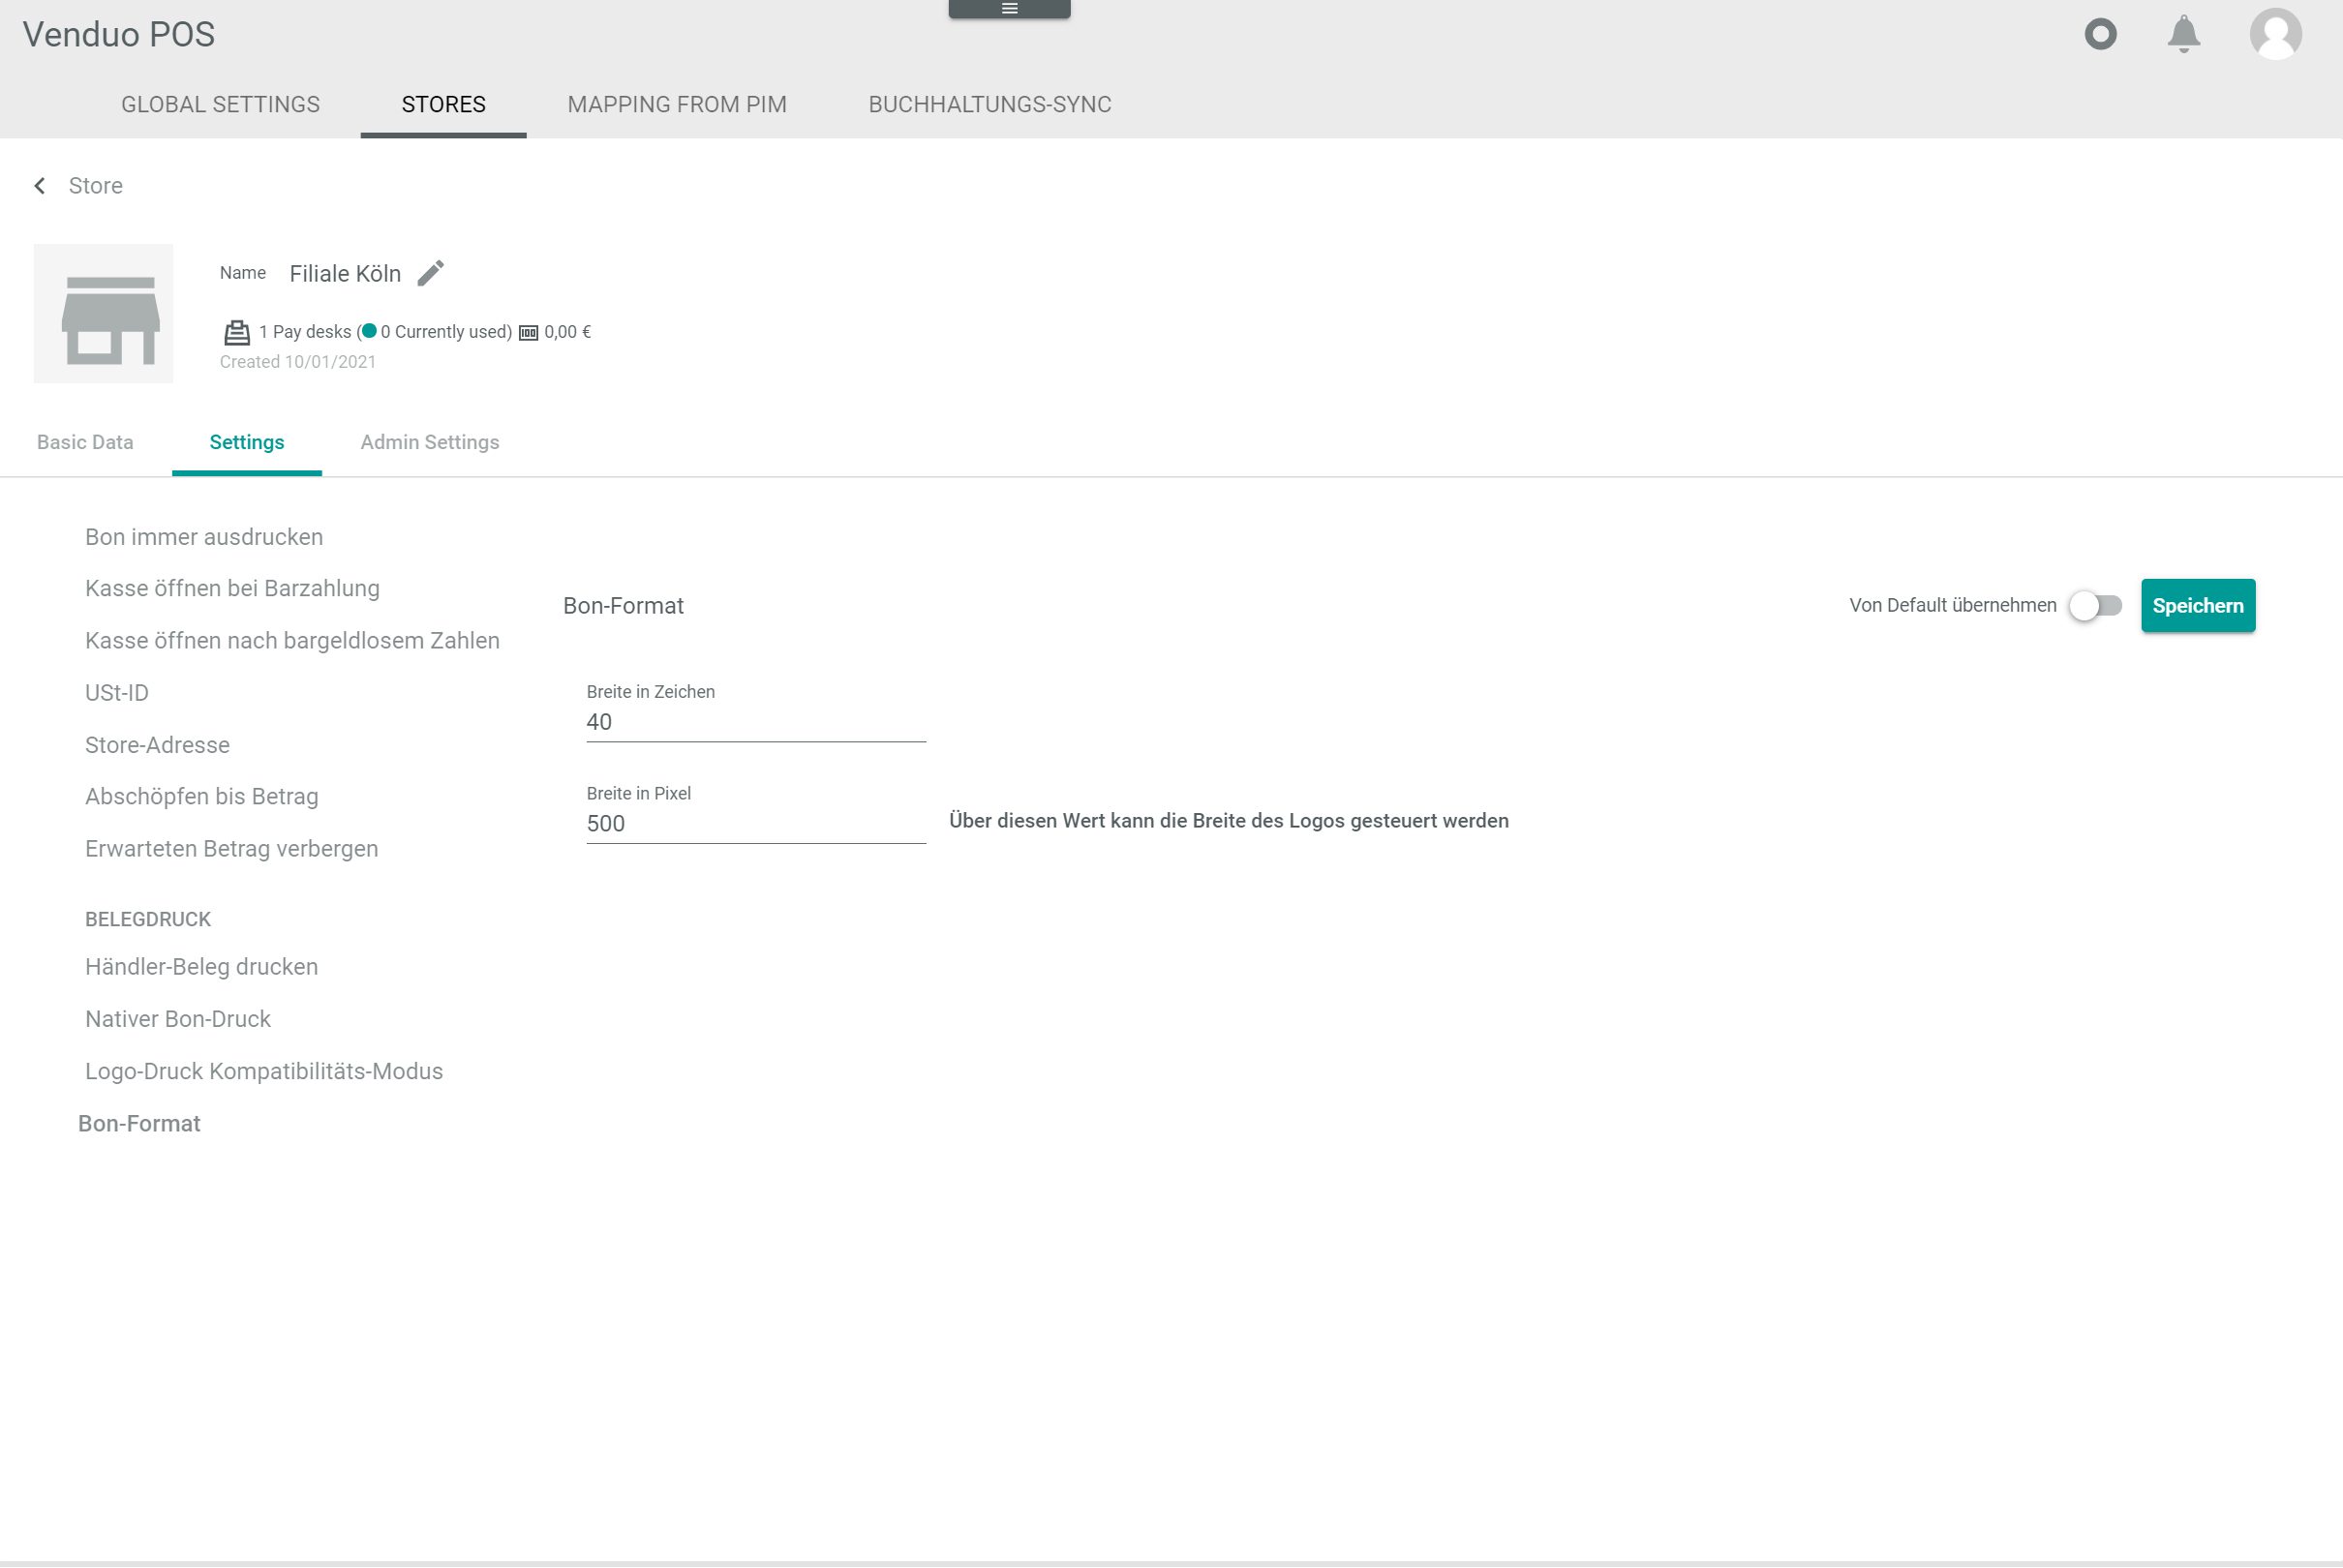 Venduo POS
GLOBAL SETTINGS STORES MAPPING FROM PIM BUCHHALTUNGS-SYNC
Store
Name Filiale Köln
1 Pay desks (0 Currently used) 0,00 €
Created 10/01/2021
Basic Data Settings Admin Settings
Bon immer ausdrucken
Kasse öffnen bei Barzahlung
Kasse öffnen nach bargeldlosem Zahlen
USt-ID
Store-Adresse
Abschöpfen bis Betrag
Erwarteten Betrag verbergen
BELEGDRUCK
Händler-Beleg drucken
Nativer Bon-Druck
Logo-Druck Kompatibilitäts-Modus
Bon-Format
Bon-Format
Von Default übernehmen Speichern
Breite in Zeichen
40
Breite in Pixel
500
Über diesen Wert kann die Breite des Logos gesteuert werden